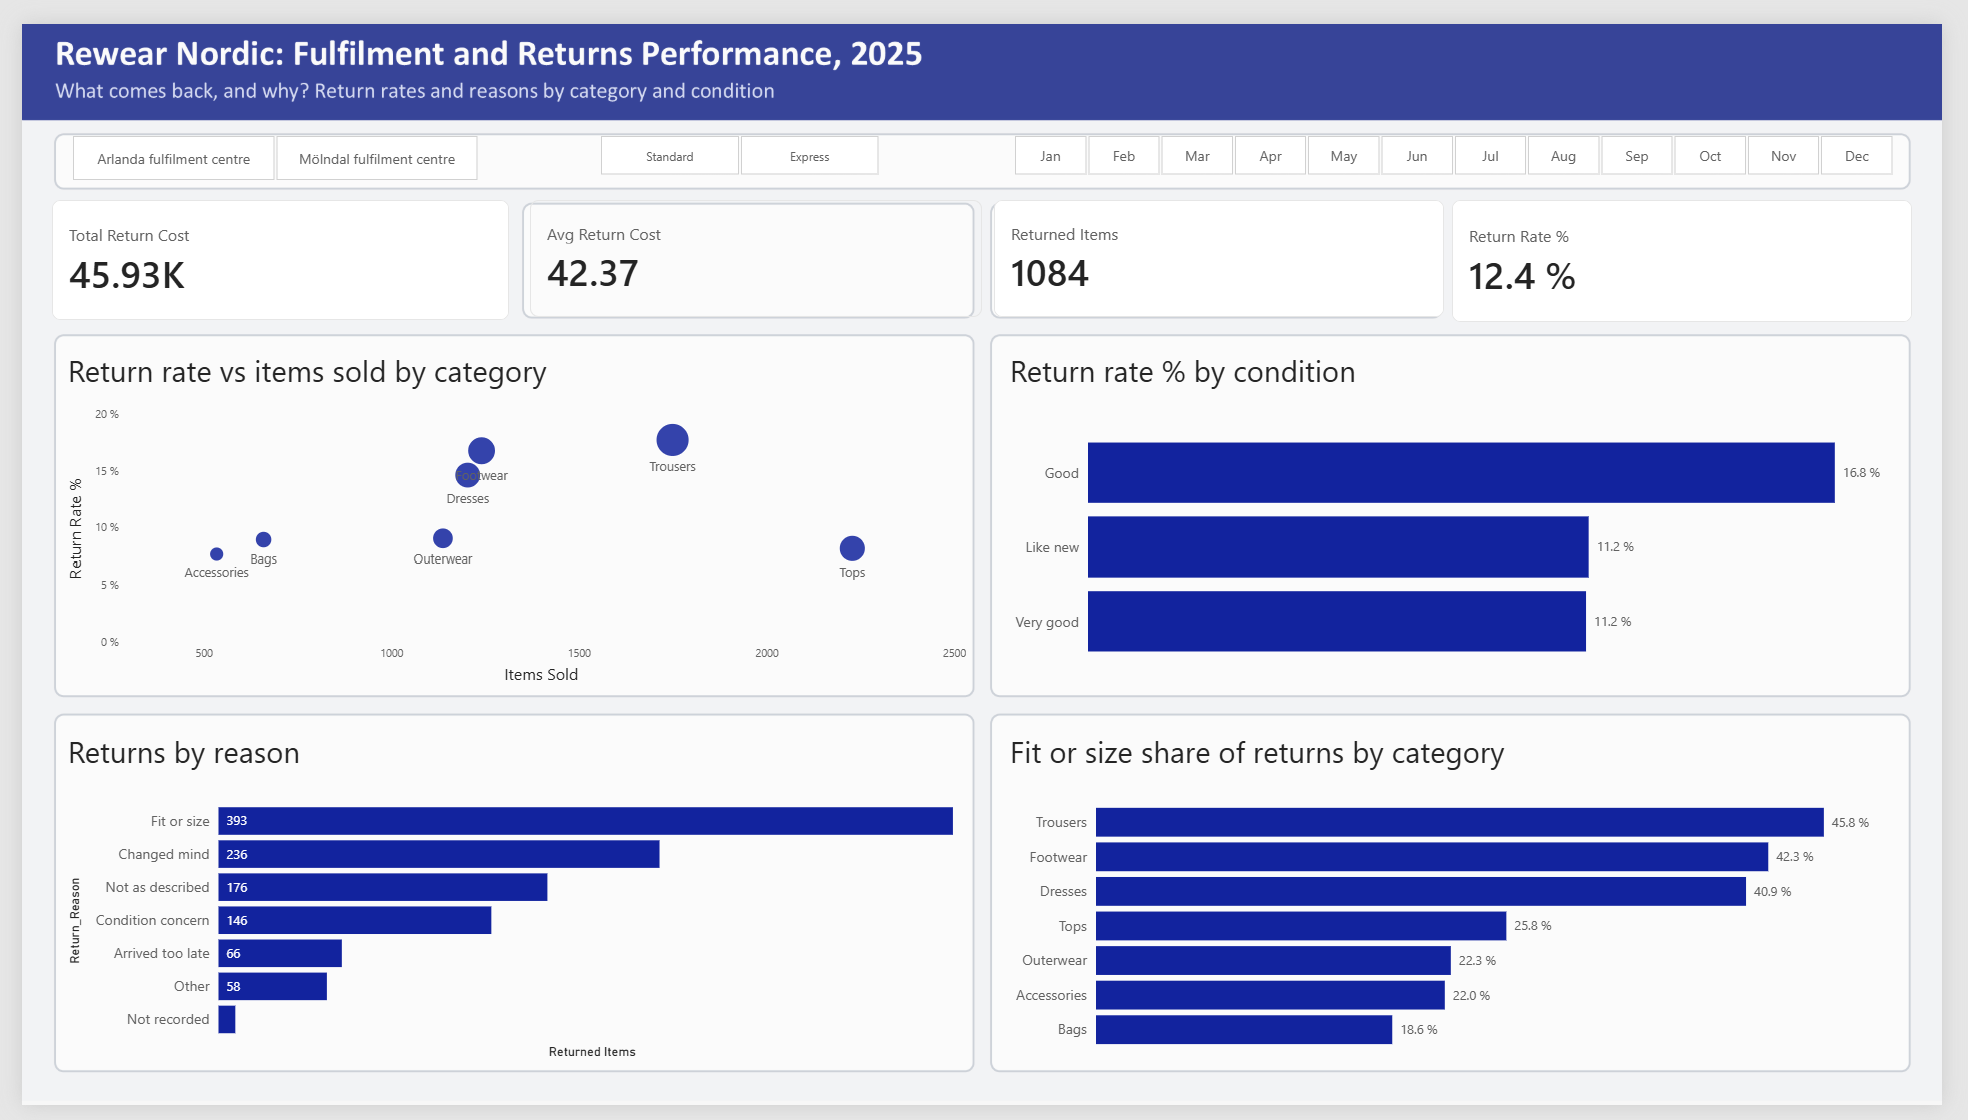 Rewear Nordic: Fulfilment and Returns Performance, 2025
What comes back, and why? Return rates and reasons by category and condition
Arlanda fulfilment centre
Mölndal fulfilment centre
Standard
Express
Jan
Feb
Mar
Apr
May
Jun
Jul
Aug
Sep
Oct
Nov
Dec
Total Return Cost
45.93K
Avg Return Cost
42.37
Returned Items
1084
Return Rate %
12.4 %
Return rate vs items sold by category
Return Rate %
20 %
15 %
10 %
5 %
0 %
Footwear
Trousers
Dresses
Outerwear
Bags
Accessories
Tops
500
1000
1500
2000
2500
Items Sold
Return rate % by condition
Good
16.8 %
Like new
11.2 %
Very good
11.2 %
Returns by reason
Return_Reason
Fit or size
393
Changed mind
236
Not as described
176
Condition concern
146
Arrived too late
66
Other
58
Not recorded
Returned Items
Fit or size share of returns by category
Trousers
45.8 %
Footwear
42.3 %
Dresses
40.9 %
Tops
25.8 %
Outerwear
22.3 %
Accessories
22.0 %
Bags
18.6 %